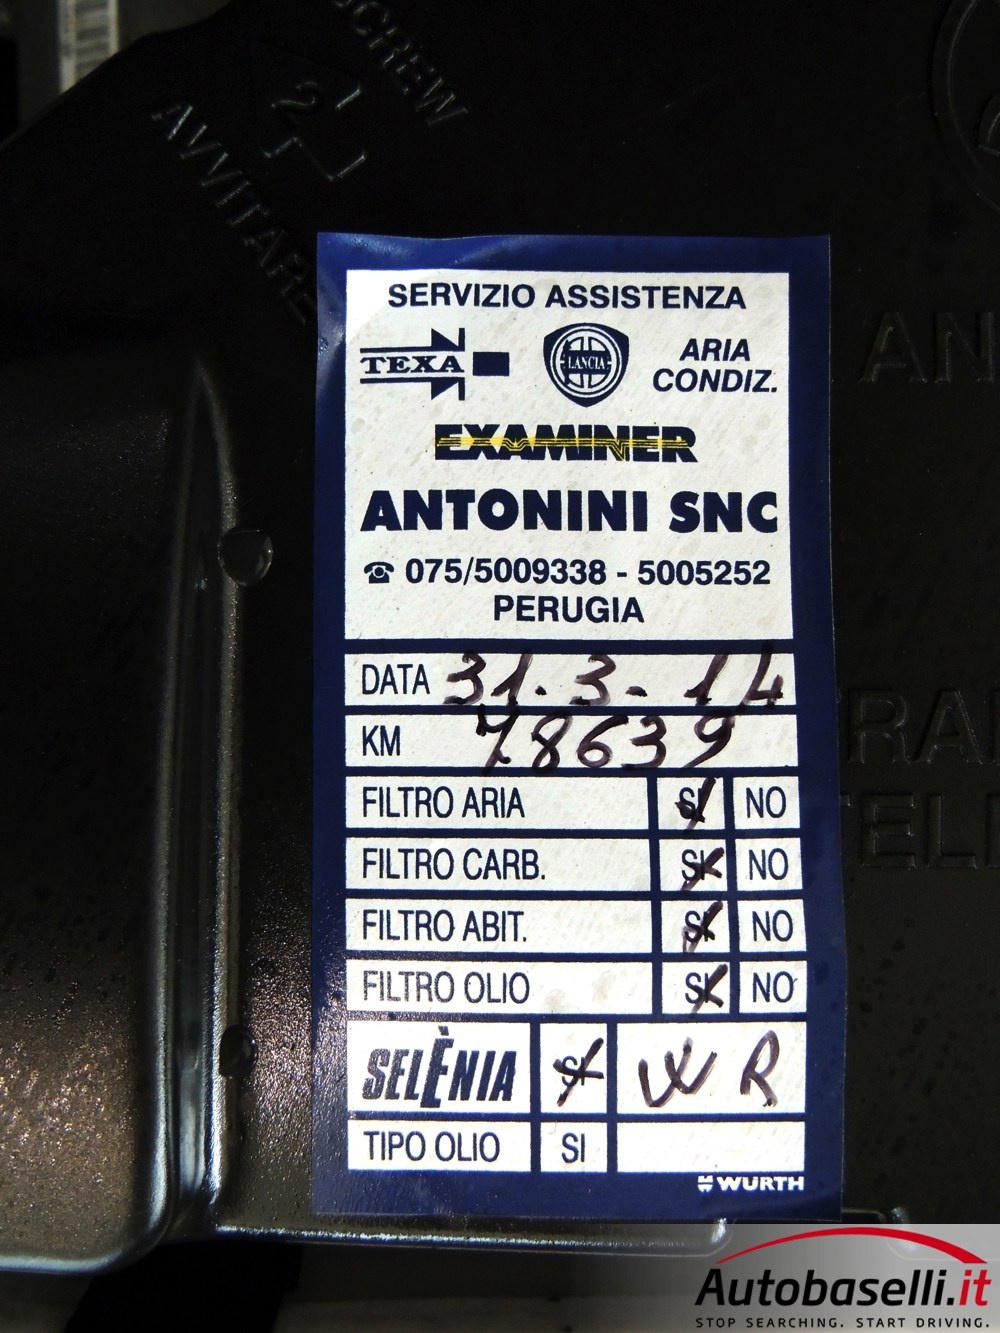 SCREW
2
AVVITARE
SERVIZIO ASSISTENZA
TEXA
LANCIA
ARIA
CONDIZ.
EXAMINER
ANTONINI SNC
☎ 075/5009338 - 5005252
PERUGIA
DATA 31.3-14
KM 78639
FILTRO ARIA SI NO
FILTRO CARB. SI NO
FILTRO ABIT. SI NO
FILTRO OLIO SI NO
SELÈNIA SI WR
TIPO OLIO SI
WURTH
Autobaselli.it
STOP SEARCHING. START DRIVING.